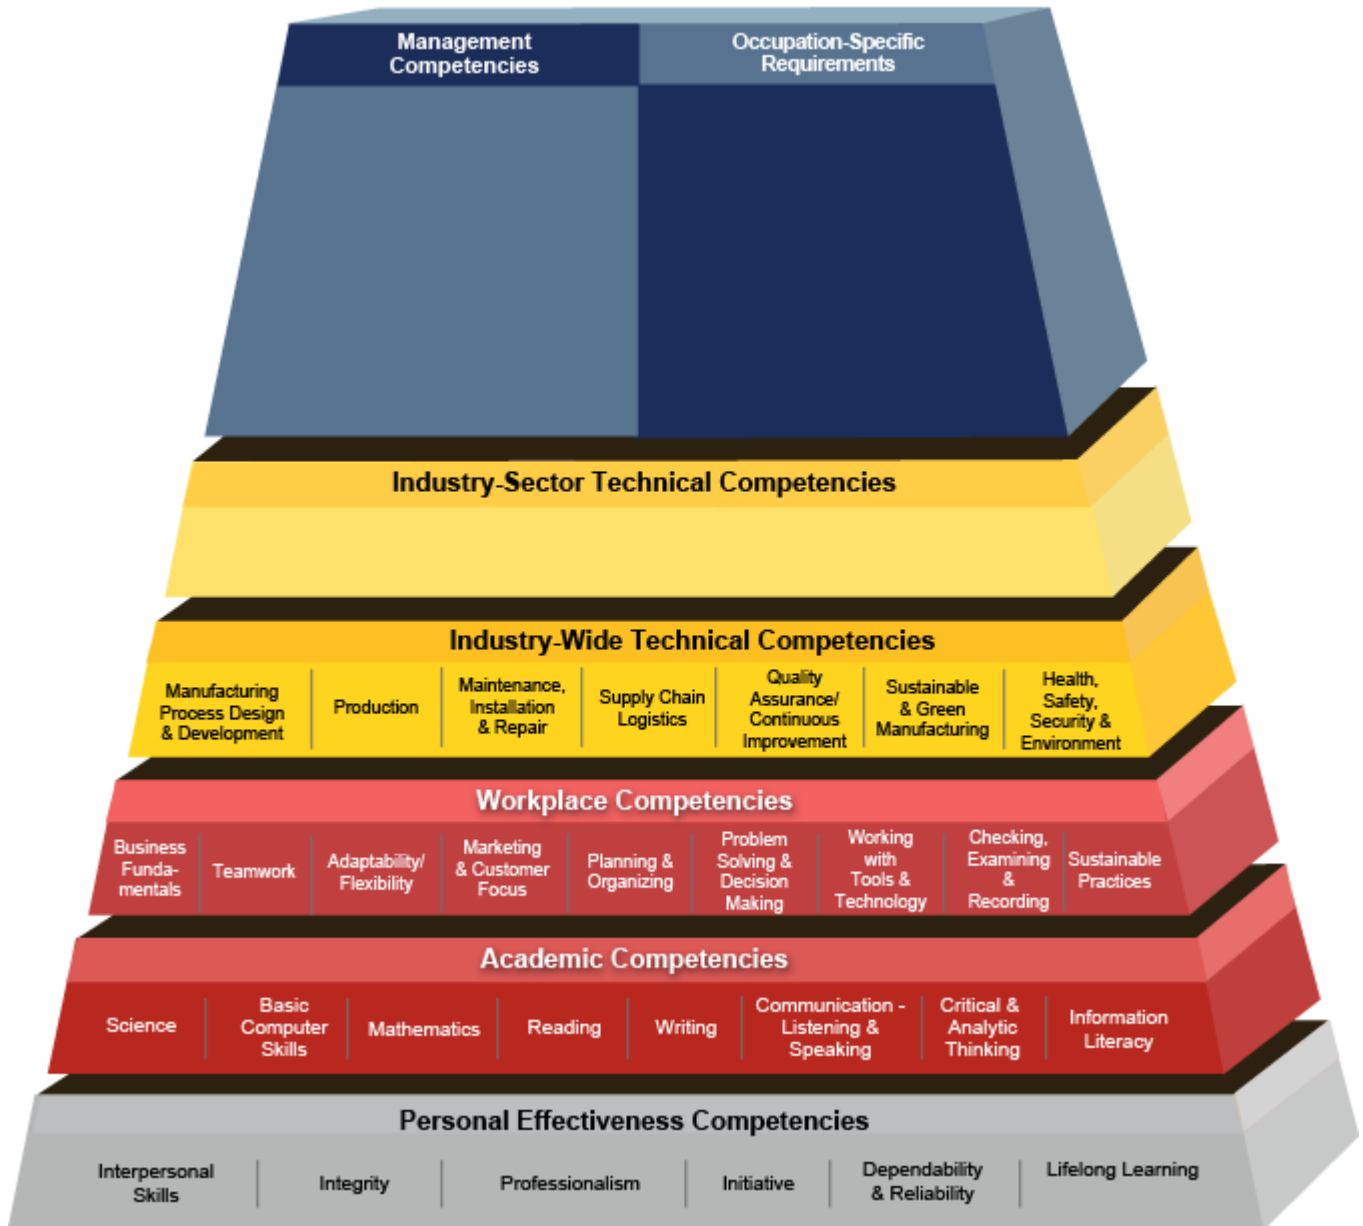 Management
Competencies
Occupation-Specific
Requirements
Industry-Sector Technical Competencies
Industry-Wide Technical Competencies
Manufacturing
Process Design
& Development
Production
Maintenance,
Installation
& Repair
Supply Chain
Logistics
Quality
Assurance/
Continuous
Improvement
Sustainable
& Green
Manufacturing
Health,
Safety,
Security &
Environment
Workplace Competencies
Business
Funda-
mentals
Teamwork
Adaptability/
Flexibility
Marketing
& Customer
Focus
Planning &
Organizing
Problem
Solving &
Decision
Making
Working
with
Tools &
Technology
Checking,
Examining
&
Recording
Sustainable
Practices
Academic Competencies
Science
Basic
Computer
Skills
Mathematics
Reading
Writing
Communication -
Listening &
Speaking
Critical &
Analytic
Thinking
Information
Literacy
Personal Effectiveness Competencies
Interpersonal
Skills
Integrity
Professionalism
Initiative
Dependability
& Reliability
Lifelong Learning